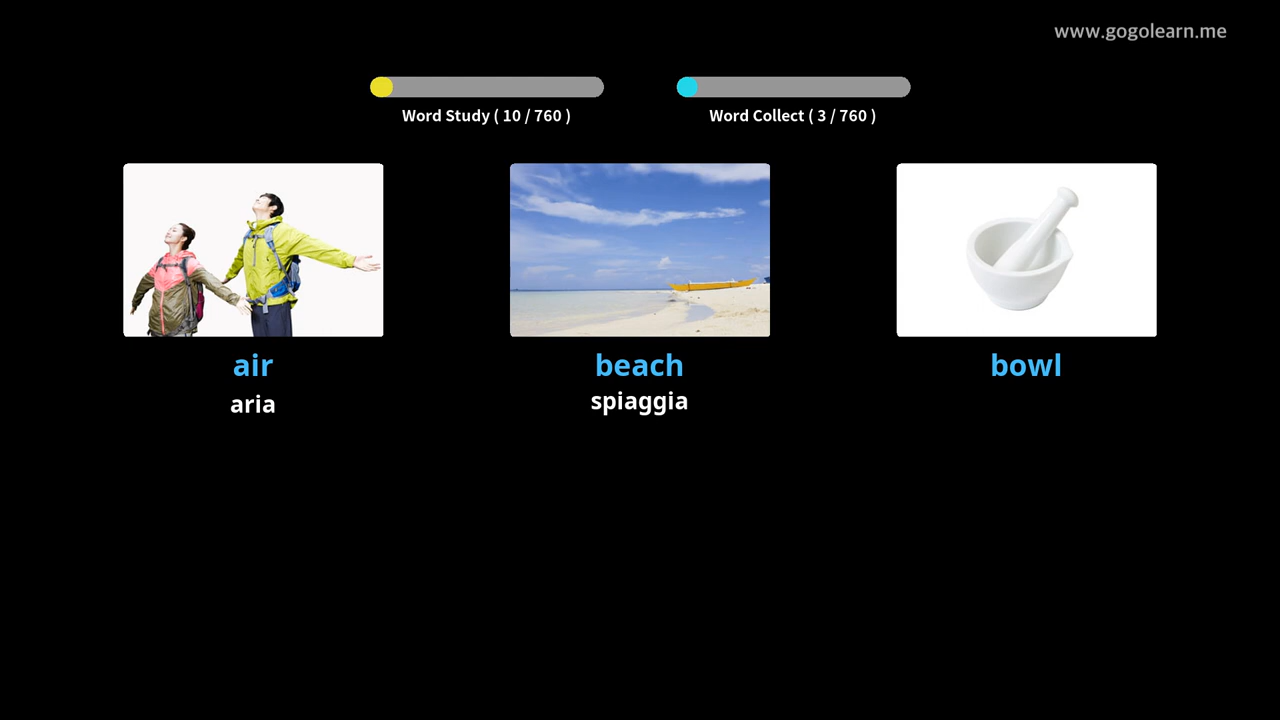 www.gogolearn.me
Word Study ( 10 / 760 )
Word Collect ( 3 / 760 )
air
aria
beach
spiaggia
bowl